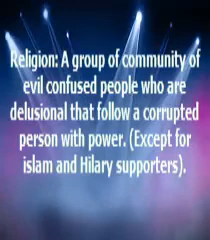 Religion: A group of community of
evil confused people who are
delusional that follow a corrupted
person with power. (Except for
islam and Hilary supporters).